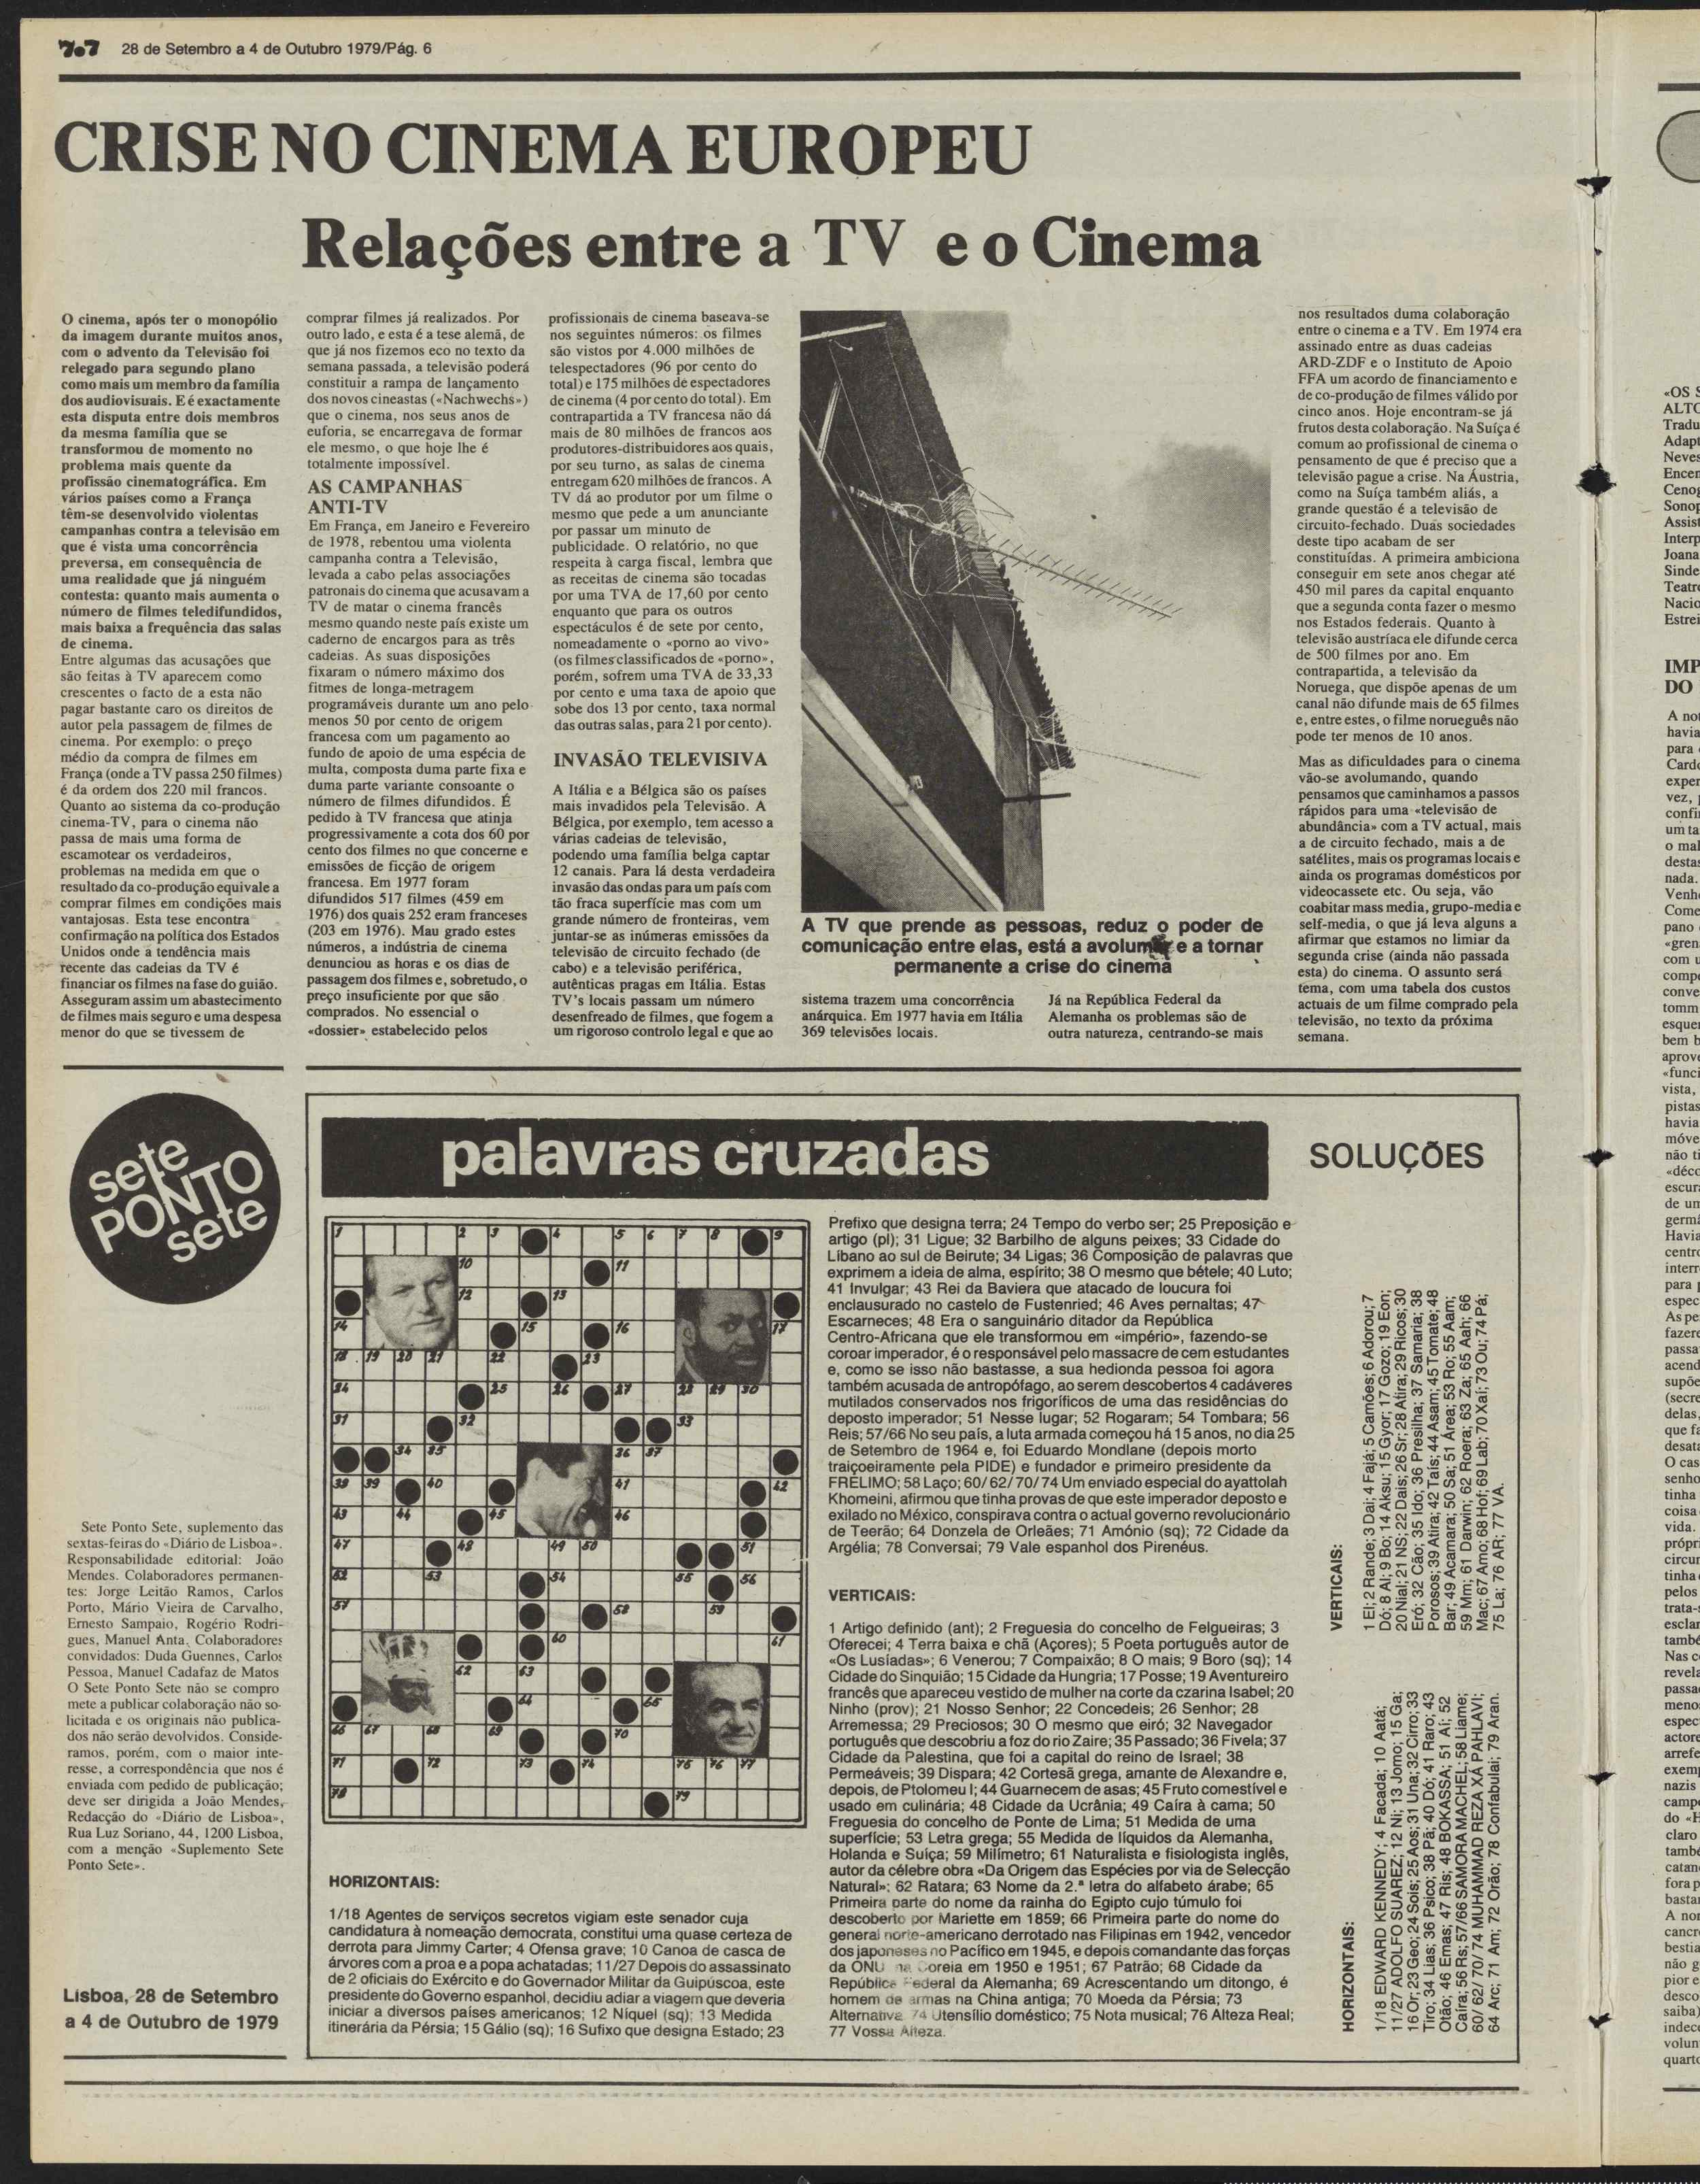 7.7 28 de Setembro a 4 de Outubro 1979/Pág. 6
CRISE NO CINEMA EUROPEU
Relações entre a TV e o Cinema
O cinema, após ter o monopólio
da imagem durante muitos anos,
com o advento da Televisão foi
relegado para segundo plano
como mais um membro da família
dos audiovisuais. E é exactamente
esta disputa entre dois membros
da mesma família que se
transformou de momento no
problema mais quente da
profissão cinematográfica. Em
vários países como a França
têm-se desenvolvido violentas
campanhas contra a televisão em
que é vista uma concorrência
preversa, em consequência de
uma realidade que já ninguém
contesta: quanto mais aumenta o
número de filmes teledifundidos,
mais baixa a frequência das salas
de cinema.
Entre algumas das acusações que
são feitas à TV aparecem como
crescentes o facto de a esta não
pagar bastante caro os direitos de
autor pela passagem de filmes de
cinema. Por exemplo: o preço
médio da compra de filmes em
França (onde a TV passa 250 filmes)
é da ordem dos 220 mil francos.
Quanto ao sistema da co-produção
cinema-TV, para o cinema não
passa de mais uma forma de
escamotear os verdadeiros,
problemas na medida em que o
resultado da co-produção equivale a
comprar filmes em condições mais
vantajosas. Esta tese encontra
confirmação na política dos Estados
Unidos onde a tendência mais
recente das cadeias da TV é
financiar os filmes na fase do guião.
Asseguram assim um abastecimento
de filmes mais seguro e uma despesa
menor do que se tivessem de
comprar filmes já realizados. Por
outro lado, e esta é a tese alemã, de
que já nos fizemos eco no texto da
semana passada, a televisão poderá
constituir a rampa de lançamento
dos novos cineastas («Nachwechs»)
que o cinema, nos seus anos de
euforia, se encarregava de formar
ele mesmo, o que hoje lhe é
totalmente impossível.
AS CAMPANHAS
ANTI-TV
Em França, em Janeiro e Fevereiro
de 1978, rebentou uma violenta
campanha contra a Televisão,
levada a cabo pelas associações
patronais do cinema que acusavam a
TV de matar o cinema francês
mesmo quando neste país existe um
caderno de encargos para as três
cadeias. As suas disposições
fixaram o número máximo dos
fitmes de longa-metragem
programáveis durante um ano pelo
menos 50 por cento de origem
francesa com um pagamento ao
fundo de apoio de uma espécia de
multa, composta duma parte fixa e
duma parte variante consoante o
número de filmes difundidos. É
pedido à TV francesa que atinja
progressivamente a cota dos 60 por
cento dos filmes no que concerne e
emissões de ficção de origem
francesa. Em 1977 foram
difundidos 517 filmes (459 em
1976) dos quais 252 eram franceses
(203 em 1976). Mau grado estes
números, a indústria de cinema
denunciou as horas e os dias de
passagem dos filmes e, sobretudo, o
preço insuficiente por que são
comprados. No essencial o
«dossier» estabelecido pelos
profissionais de cinema baseava-se
nos seguintes números: os filmes
são vistos por 4.000 milhões de
telespectadores (96 por cento do
total) e 175 milhões de espectadores
de cinema (4 por cento do total). Em
contrapartida a TV francesa não dá
mais de 80 milhões de francos aos
produtores-distribuidores aos quais,
por seu turno, as salas de cinema
entregam 620 milhões de francos. A
TV dá ao produtor por um filme o
mesmo que pede a um anunciante
por passar um minuto de
publicidade. O relatório, no que
respeita à carga fiscal, lembra que
as receitas de cinema são tocadas
por uma TVA de 17,60 por cento
enquanto que para os outros
espectáculos é de sete por cento,
nomeadamente o «porno ao vivo»
(os filmes classificados de «porno»,
porém, sofrem uma TVA de 33,33
por cento e uma taxa de apoio que
sobe dos 13 por cento, taxa normal
das outras salas, para 21 por cento).
INVASÃO TELEVISIVA
A Itália e a Bélgica são os países
mais invadidos pela Televisão. A
Bélgica, por exemplo, tem acesso a
várias cadeias de televisão,
podendo uma família belga captar
12 canais. Para lá desta verdadeira
invasão das ondas para um país com
tão fraca superfície mas com um
grande número de fronteiras, vem
juntar-se as inúmeras emissões da
televisão de circuito fechado (de
cabo) e a televisão periférica,
autênticas pragas em Itália. Estas
TV's locais passam um número
desenfreado de filmes, que fogem a
um rigoroso controlo legal e que ao
A TV que prende as pessoas, reduz o poder de
comunicação entre elas, está a e a tornar
permanente a crise do cinema
sistema trazem uma concorrência
anárquica. Em 1977 havia em Itália
369 televisões locais.
Já na República Federal da
Alemanha os problemas são de
outra natureza, centrando-se mais
nos resultados duma colaboração
entre o cinema e a TV. Em 1974 era
assinado entre as duas cadeias
ARD-ZDF e o Instituto de Apoio
FFA um acordo de financiamento e
de co-produção de filmes válido por
cinco anos. Hoje encontram-se já
frutos desta colaboração. Na Suíça é
comum ao profissional de cinema o
pensamento de que é preciso que a
televisão pague a crise. Na Áustria,
como na Suíça também aliás, a
grande questão é a televisão de
circuito-fechado. Duas sociedades
deste tipo acabam de ser
constituídas. A primeira ambiciona
conseguir em sete anos chegar até
450 mil pares da capital enquanto
que a segunda conta fazer o mesmo
nos Estados federais. Quanto à
televisão austríaca ele difunde cerca
de 500 filmes por ano. Em
contrapartida, a televisão da
Noruega, que dispõe apenas de um
canal não difunde mais de 65 filmes
e, entre estes, o filme norueguês não
pode ter menos de 10 anos.
Mas as dificuldades para o cinema
vão-se avolumando, quando
pensamos que caminhamos a passos
rápidos para uma «televisão de
abundância» com a TV actual, mais
a de circuito fechado, mais a de
satélites, mais os programas locais e
ainda os programas domésticos por
videocassete etc. Ou seja, vão
coabitar mass media, grupo-media e
self-media, o que já leva alguns a
afirmar que estamos no limiar da
segunda crise (ainda não passada
esta) do cinema. O assunto será
tema, com uma tabela dos custos
actuais de um filme comprado pela
televisão, no texto da próxima
semana.
sete
PONTO
sete
Sete Ponto Sete, suplemento das
sextas-feiras do «Diário de Lisboa».
Responsabilidade editorial: João
Mendes. Colaboradores permanen-
tes: Jorge Leitão Ramos, Carlos
Porto, Mário Vieira de Carvalho,
Ernesto Sampaio, Rogério Rodri-
gues, Manuel Anta. Colaboradores
convidados: Duda Guennes, Carlos
Pessoa, Manuel Cadafaz de Matos
O Sete Ponto Sete não se compro
mete a publicar colaboração não so-
licitada e os originais não publica-
dos não serão devolvidos. Conside-
ramos, porém, com o maior inte-
resse, a correspondência que nos é
enviada com pedido de publicação;
deve ser dirigida a João Mendes,
Redacção do «Diário de Lisboa»,
Rua Luz Soriano, 44, 1200 Lisboa,
com a menção «Suplemento Sete
Ponto Sete».
Lisboa, 28 de Setembro
a 4 de Outubro de 1979
palavras cruzadas
HORIZONTAIS:
1/18 Agentes de serviços secretos vigiam este senador cuja
candidatura à nomeação democrata, constitui uma quase certeza de
derrota para Jimmy Carter; 4 Ofensa grave; 10 Canoa de casca de
árvores com a proa e a popa achatadas; 11/27 Depois do assassinato
de 2 oficiais do Exército e do Governador Militar da Guipúscoa, este
presidente do Governo espanhol, decidiu adiar a viagem que deveria
iniciar a diversos países americanos; 12 Níquel (sq); 13 Medida
itinerária da Pérsia; 15 Gálio (sq); 16 Sufixo que designa Estado; 23
Prefixo que designa terra; 24 Tempo do verbo ser; 25 Preposição e
artigo (pl); 31 Ligue; 32 Barbilho de alguns peixes; 33 Cidade do
Líbano ao sul de Beirute; 34 Ligas; 36 Composição de palavras que
exprimem a ideia de alma, espírito; 38 O mesmo que bétele; 40 Luto;
41 Invulgar; 43 Rei da Baviera que atacado de loucura foi
enclausurado no castelo de Fustenried; 46 Aves pernaltas; 47
Escarneces; 48 Era o sanguinário ditador da República
Centro-Africana que ele transformou em «império», fazendo-se
coroar imperador, é o responsável pelo massacre de cem estudantes
e, como se isso não bastasse, a sua hedionda pessoa foi agora
também acusada de antropófago, ao serem descobertos 4 cadáveres
mutilados conservados nos frigoríficos de uma das residências do
deposto imperador; 51 Nesse lugar; 52 Rogaram; 54 Tombara; 56
Reis; 57/66 No seu país, a luta armada começou há 15 anos, no dia 25
de Setembro de 1964 e, foi Eduardo Mondlane (depois morto
traiçoeiramente pela PIDE) e fundador e primeiro presidente da
FRELIMO; 58 Laço; 60/62/70/74 Um enviado especial do ayattolah
Khomeini, afirmou que tinha provas de que este imperador deposto e
exilado no México, conspirava contra o actual governo revolucionário
de Teerão; 64 Donzela de Orleães; 71 Amónio (sq); 72 Cidade da
Argélia; 78 Conversai; 79 Vale espanhol dos Pirenéus.
VERTICAIS:
1 Artigo definido (ant); 2 Freguesia do concelho de Felgueiras; 3
Oferecei; 4 Terra baixa e chã (Açores); 5 Poeta português autor de
«Os Lusíadas»; 6 Venerou; 7 Compaixão; 8 O mais; 9 Boro (sq); 14
Cidade do Sinquião; 15 Cidade da Hungria; 17 Posse; 19 Aventureiro
francês que apareceu vestido de mulher na corte da czarina Isabel; 20
Ninho (prov); 21 Nosso Senhor; 22 Concedeis; 26 Senhor; 28
Arremessa; 29 Preciosos; 30 O mesmo que eiró; 32 Navegador
português que descobriu a foz do rio Zaire; 35 Passado; 36 Fivela; 37
Cidade da Palestina, que foi a capital do reino de Israel; 38
Permeáveis; 39 Dispara; 42 Cortesã grega, amante de Alexandre e,
depois, de Ptolomeu I; 44 Guarnecem de asas; 45 Fruto comestível e
usado em culinária; 48 Cidade da Ucrânia; 49 Caíra à cama; 50
Freguesia do concelho de Ponte de Lima; 51 Medida de uma
superfície; 53 Letra grega; 55 Medida de líquidos da Alemanha,
Holanda e Suíça; 59 Milímetro; 61 Naturalista e fisiologista inglês,
autor da célebre obra «Da Origem das Espécies por via de Selecção
Natural»; 62 Ratara; 63 Nome da 2.ª letra do alfabeto árabe; 65
Primeira parte do nome da rainha do Egipto cujo túmulo foi
descoberto por Mariette em 1859; 66 Primeira parte do nome do
general norte-americano derrotado nas Filipinas em 1942, vencedor
dos japoneses no Pacífico em 1945, e depois comandante das forças
da ONU na Coreia em 1950 e 1951; 67 Patrão; 68 Cidade da
República Federal da Alemanha; 69 Acrescentando um ditongo, é
homem de armas na China antiga; 70 Moeda da Pérsia; 73
Alternativa 74 Utensílio doméstico; 75 Nota musical; 76 Alteza Real;
77 Vossa Alteza.
SOLUÇÕES
HORIZONTAIS:
1/18 EDWARD KENNEDY; 4 Facada; 10 Aatá;
11/27 ADOLFO SUAREZ; 12 Ni; 13 Jomo; 15 Ga;
16 Or; 23 Geo; 24 Sois; 25 Aos; 31 Una; 32 Cirro; 33
Tiro; 34 Lias; 36 Psico; 38 Pã; 40 Dó; 41 Raro; 43
Otão; 46 Emas; 47 Ris; 48 BOKASSA; 51 Aí; 52
Caíra; 56 Rs; 57/66 SAMORA MACHEL; 58 Liame;
60/ 62/ 70/ 74 MUHAMMAD REZA XÁ PAHLAVI;
64 Arc; 71 Am; 72 Orão; 78 Confabulai; 79 Aran.
VERTICAIS:
1 El; 2 Rande; 3 Dai; 4 Fajá; 5 Camões; 6 Adorou; 7
Dó; 8 Al; 9 Bo; 14 Aksu; 15 Gyor; 17 Gozo; 19 Eon;
20 Nial; 21 NS; 22 Dais; 26 Sr; 28 Atira; 29 Ricos; 30
Eró; 32 Cão; 35 Ido; 36 Presilha; 37 Samaria; 38
Porosos; 39 Atira; 42 Taís; 44 Asam; 45 Tomate; 48
Bar; 49 Acamara; 50 Sa; 51 Área; 53 Ro; 55 Aam;
59 Mm; 61 Darwin; 62 Roera; 63 Za; 65 Aah; 66
Mac; 67 Amo; 68 Hof; 69 Lab; 70 Xai; 73 Ou; 74 Pá;
75 La; 76 AR; 77 VA.